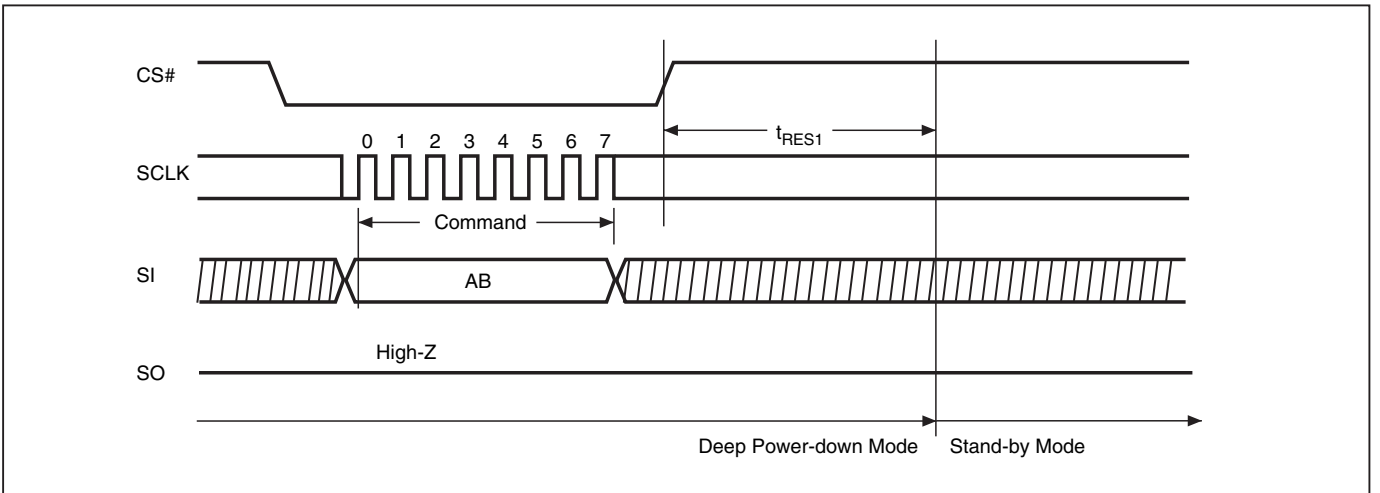 CS#
t_RES1
0 1 2 3 4 5 6 7
SCLK
Command
SI
AB
High-Z
SO
Deep Power-down Mode Stand-by Mode